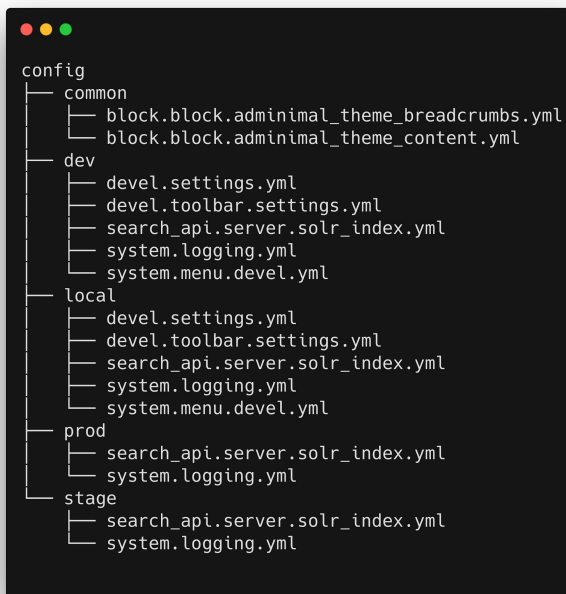 config
├── common
│   ├── block.block.adminimal_theme_breadcrumbs.yml
│   └── block.block.adminimal_theme_content.yml
├── dev
│   ├── devel.settings.yml
│   ├── devel.toolbar.settings.yml
│   ├── search_api.server.solr_index.yml
│   ├── system.logging.yml
│   └── system.menu.devel.yml
├── local
│   ├── devel.settings.yml
│   ├── devel.toolbar.settings.yml
│   ├── search_api.server.solr_index.yml
│   ├── system.logging.yml
│   └── system.menu.devel.yml
├── prod
│   ├── search_api.server.solr_index.yml
│   └── system.logging.yml
└── stage
    ├── search_api.server.solr_index.yml
    └── system.logging.yml